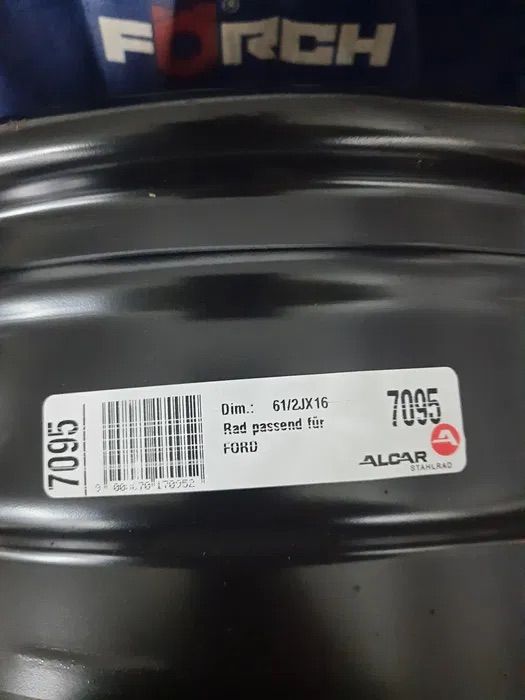 FÖRCH
®
7095
Dim.: 61/2JX16
Rad passend für
FORD
7095
ALCAR
STAHLRAD